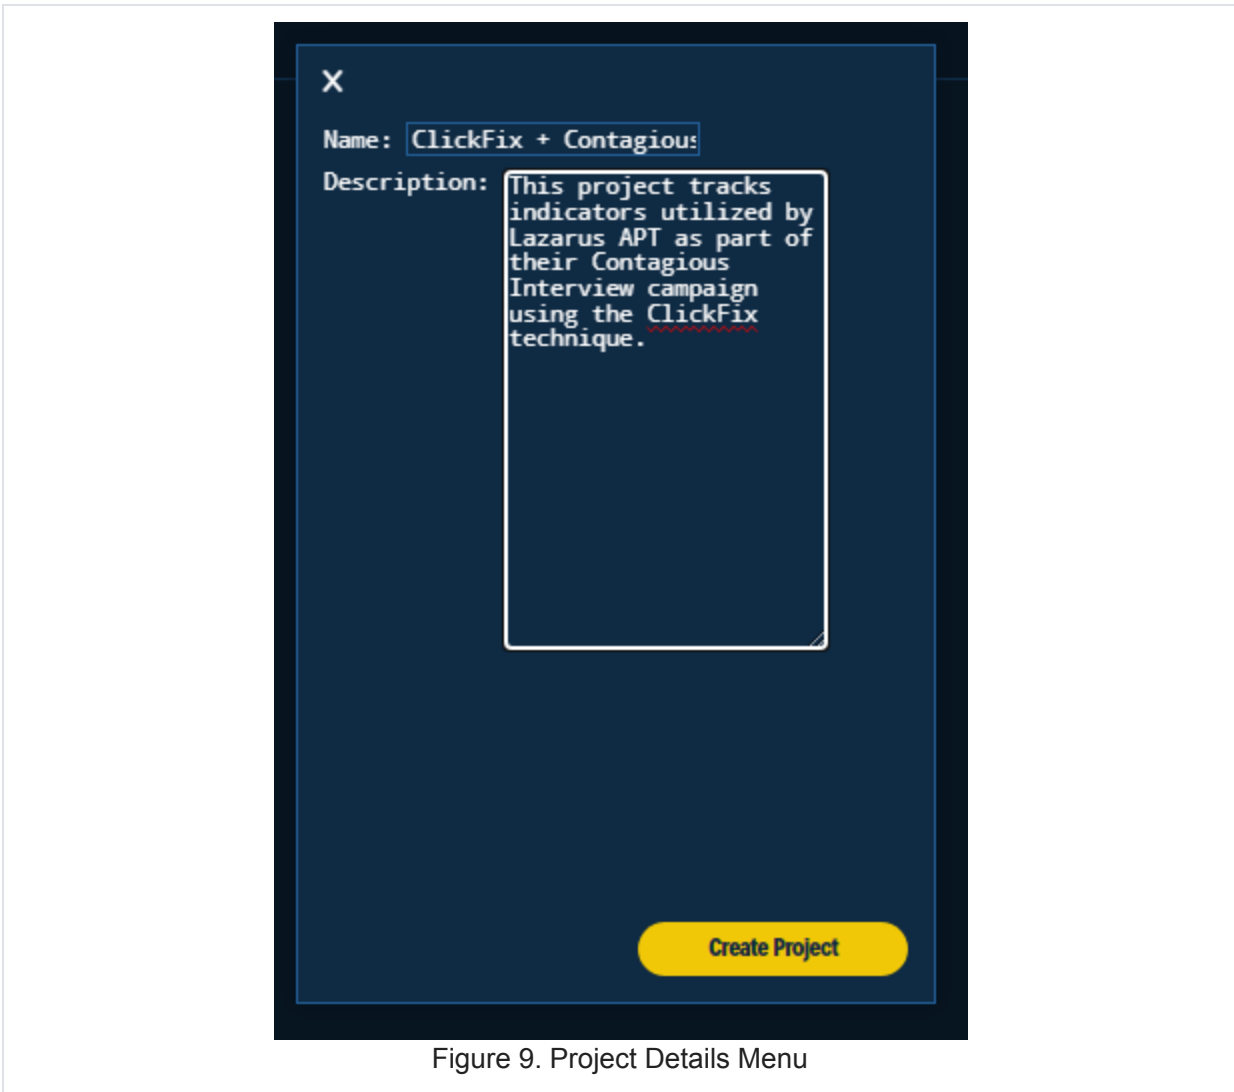 X
Name: ClickFix + Contagious
Description: This project tracks
indicators utilized by
Lazarus APT as part of
their Contagious
Interview campaign
using the ClickFix
technique.
Create Project
Figure 9. Project Details Menu